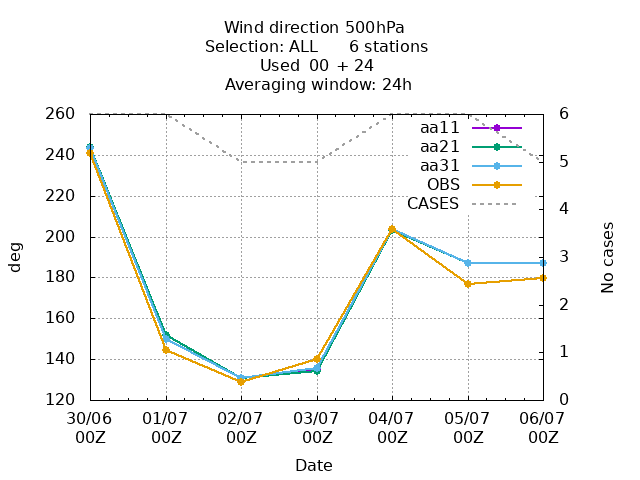 Wind direction 500hPa
Selection: ALL 6 stations
Used 00 + 24
Averaging window: 24h
260
240
220
200
180
160
140
120
deg
6
5
4
3
2
1
0
No cases
aa11
aa21
aa31
OBS
CASES
30/06 01/07 02/07 03/07 04/07 05/07 06/07
00Z 00Z 00Z 00Z 00Z 00Z 00Z
Date